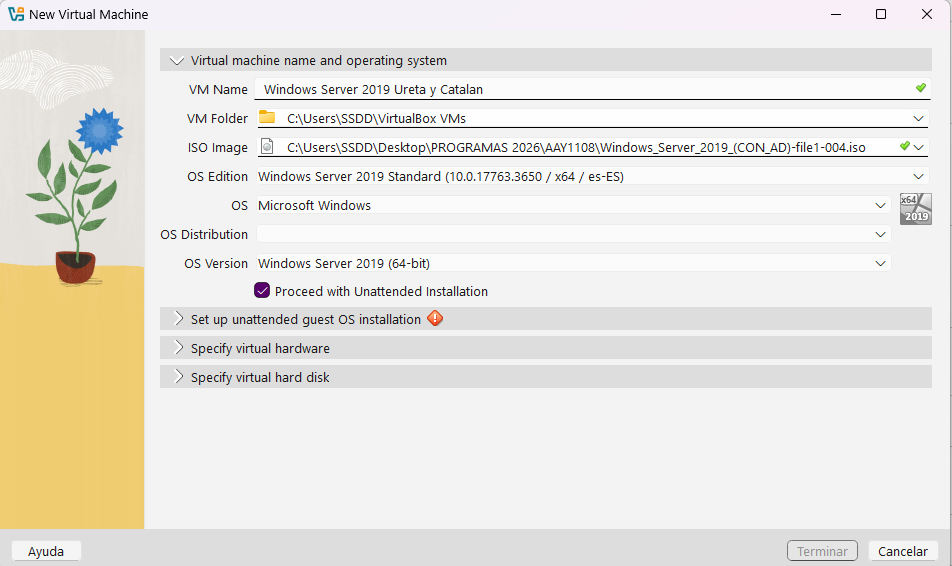 New Virtual Machine
Virtual machine name and operating system
VM Name Windows Server 2019 Ureta y Catalan
VM Folder C:\Users\SSDD\VirtualBox VMs
ISO Image C:\Users\SSDD\Desktop\PROGRAMAS 2026\AAY1108\Windows_Server_2019_(CON_AD)-file1-004.iso
OS Edition Windows Server 2019 Standard (10.0.17763.3650 / x64 / es-ES)
OS Microsoft Windows
x64
2019
OS Distribution
OS Version Windows Server 2019 (64-bit)
Proceed with Unattended Installation
Set up unattended guest OS installation
Specify virtual hardware
Specify virtual hard disk
Ayuda Terminar Cancelar